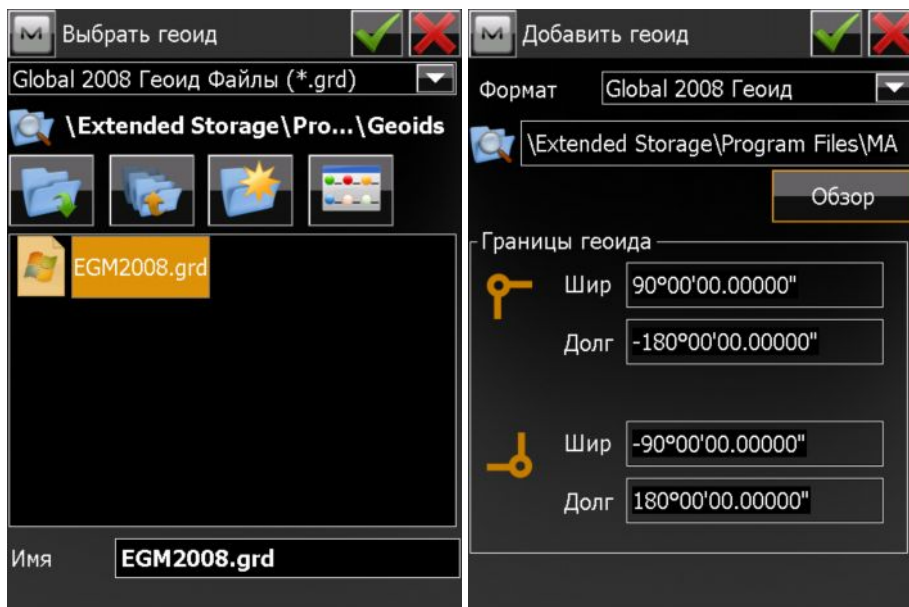 Выбрать геоид
Global 2008 Геоид Файлы (*.grd)
\Extended Storage\Pro...\Geoids
EGM2008.grd
Имя
EGM2008.grd
Добавить геоид
Формат
Global 2008 Геоид
\Extended Storage\Program Files\MA
Обзор
Границы геоида
Шир
90°00'00.00000"
Долг
-180°00'00.00000"
Шир
-90°00'00.00000"
Долг
180°00'00.00000"